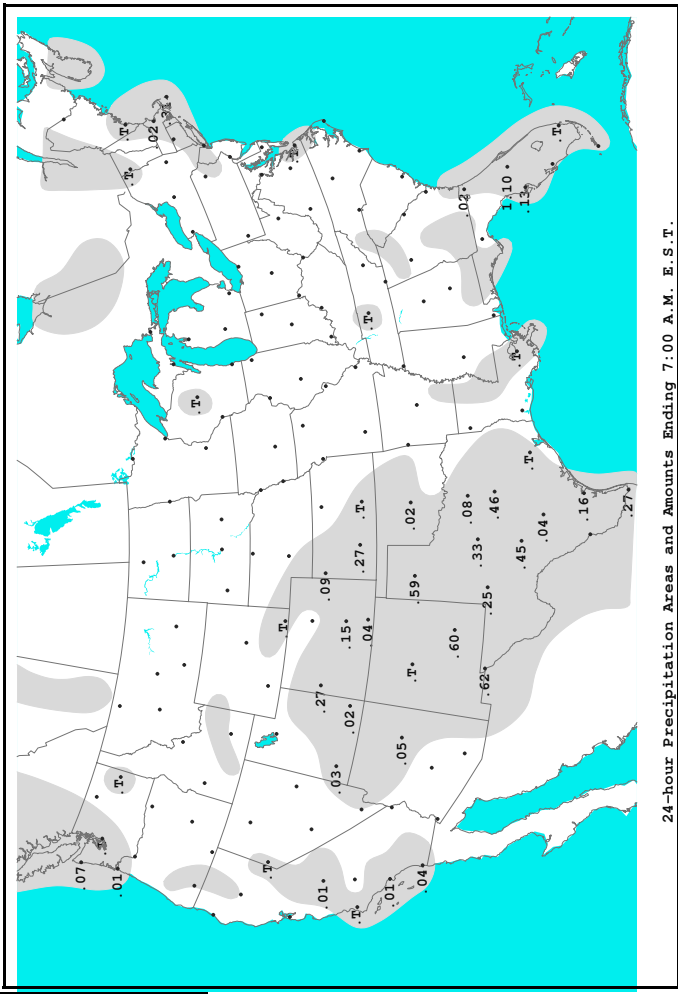 .07
.01
T
T
T
.02
T
T
T
T
.01
.27
.09
.03
.15
.02
T
.27
T
.04
T
.01
.05
.02
T
.59
.04
.60
.02
.08
.33
.62
.25
.46
1.10
T
.45
.13
T
.04
T
.16
.27
24-hour Precipitation Areas and Amounts Ending 7:00 A.M. E.S.T.